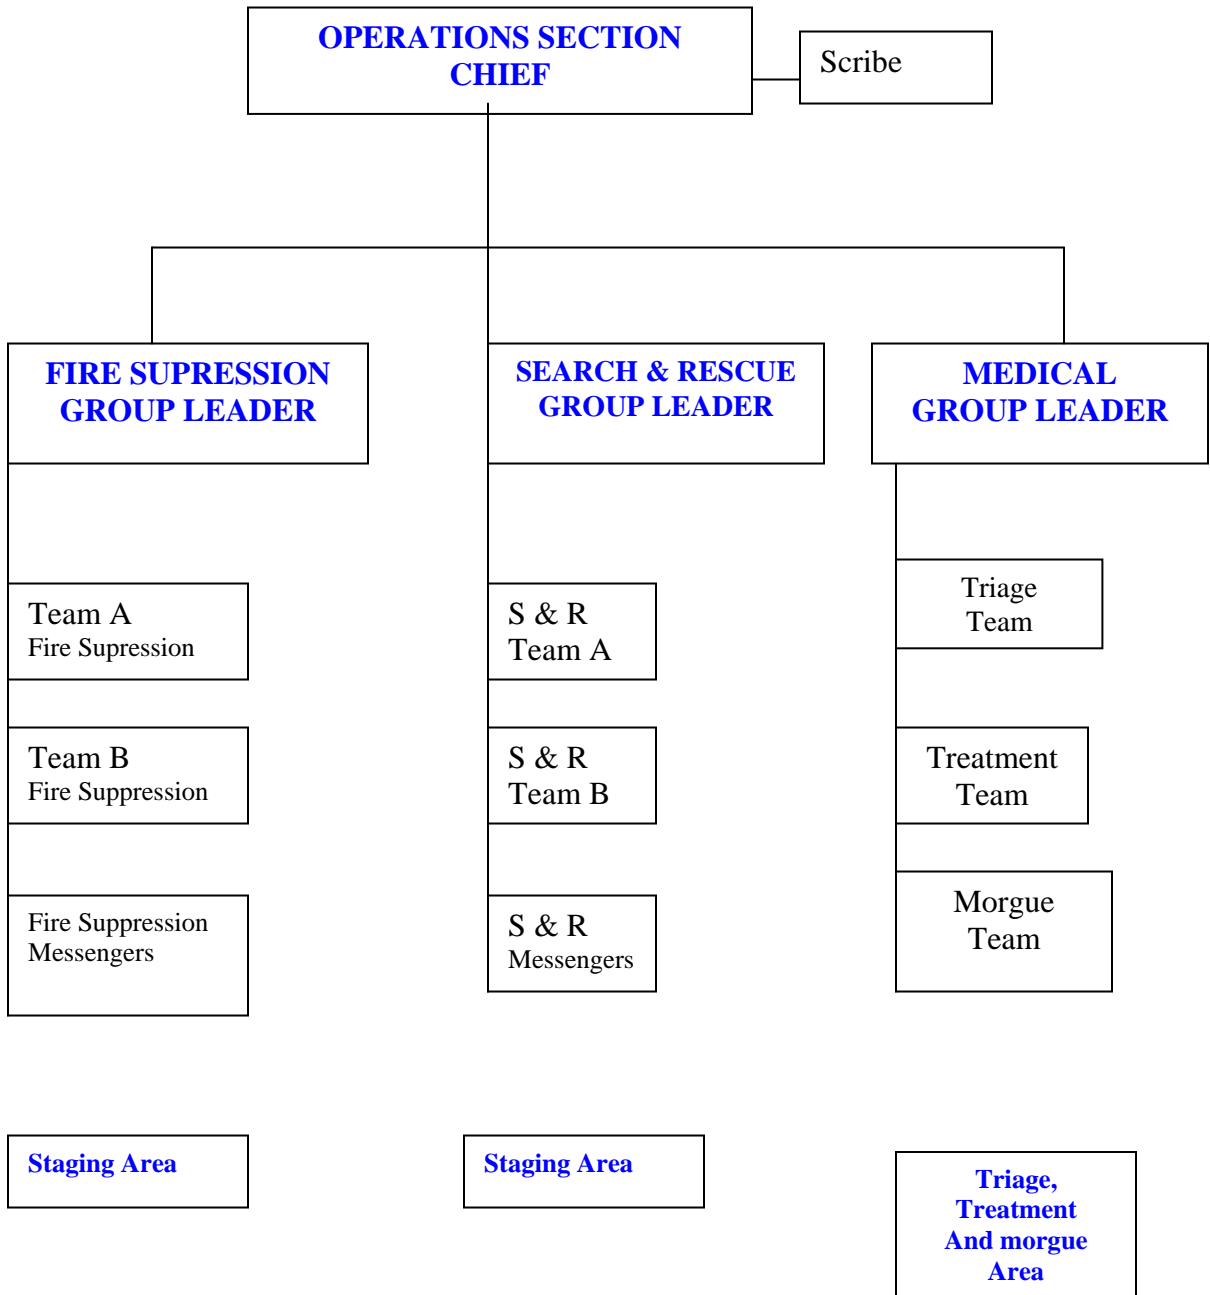 OPERATIONS SECTION
CHIEF
Scribe
FIRE SUPRESSION
GROUP LEADER
SEARCH & RESCUE
GROUP LEADER
MEDICAL
GROUP LEADER
Team A
Fire Supression
S & R
Team A
Triage
Team
Team B
Fire Suppression
S & R
Team B
Treatment
Team
Fire Suppression
Messengers
S & R
Messengers
Morgue
Team
Staging Area
Staging Area
Triage,
Treatment
And morgue
Area